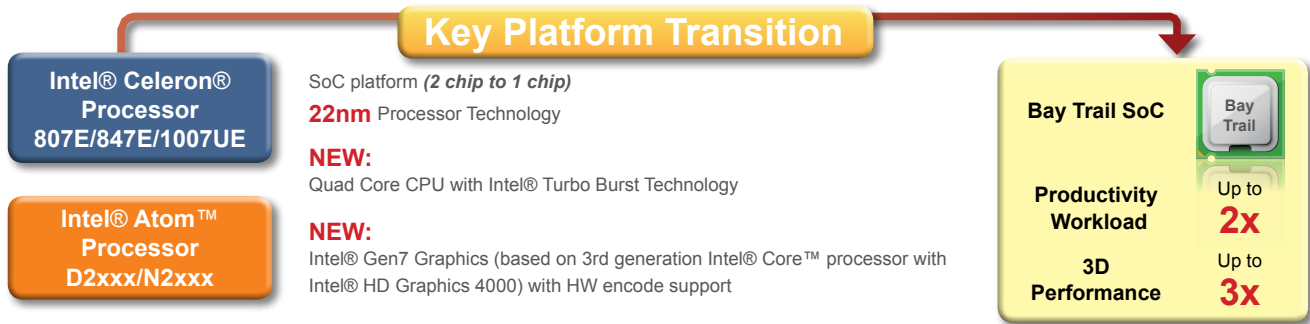 Key Platform Transition
Intel® Celeron®
Processor
807E/847E/1007UE
Intel® Atom™
Processor
D2xxx/N2xxx
SoC platform (2 chip to 1 chip)
22nm Processor Technology
NEW:
Quad Core CPU with Intel® Turbo Burst Technology
NEW:
Intel® Gen7 Graphics (based on 3rd generation Intel® Core™ processor with
Intel® HD Graphics 4000) with HW encode support
Bay Trail SoC
Bay
Trail
Productivity
Workload
Up to
2x
3D
Performance
Up to
3x